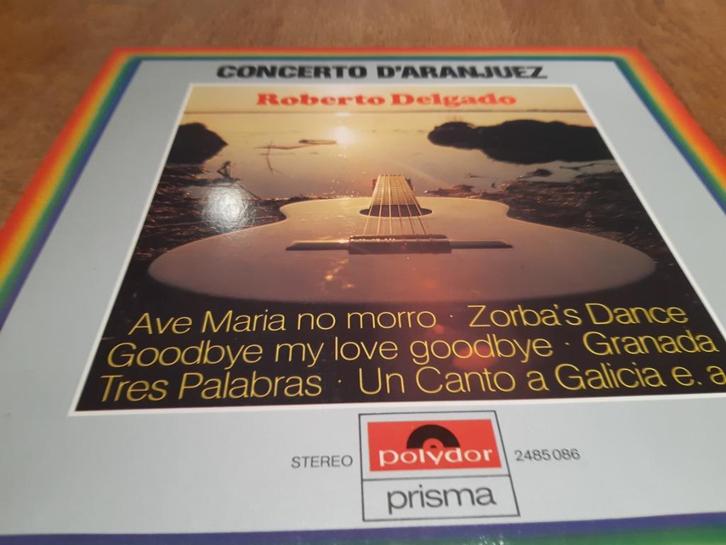 CONCERTO D'ARANJUEZ
Roberto Delgado
Ave Maria no morro · Zorba's Dance
Goodbye my love goodbye · Granada
Tres Palabras · Un Canto a Galicia e. a
STEREO polydor 2485 086
prisma